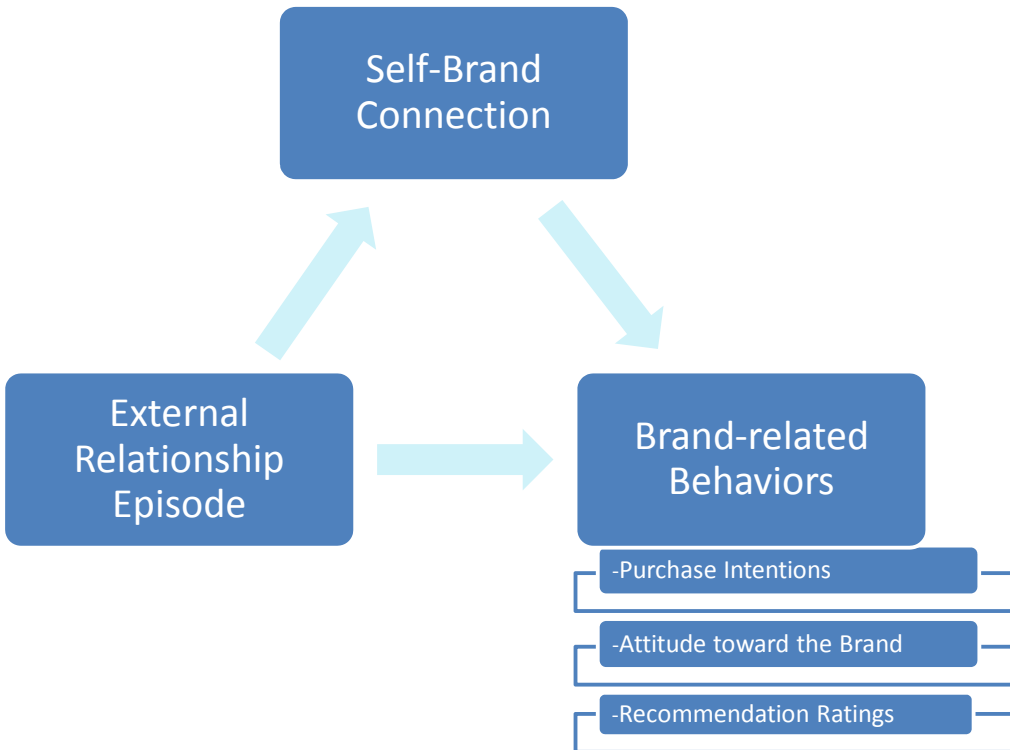 Self-Brand
Connection
External
Relationship
Episode
Brand-related
Behaviors
-Purchase Intentions
-Attitude toward the Brand
-Recommendation Ratings